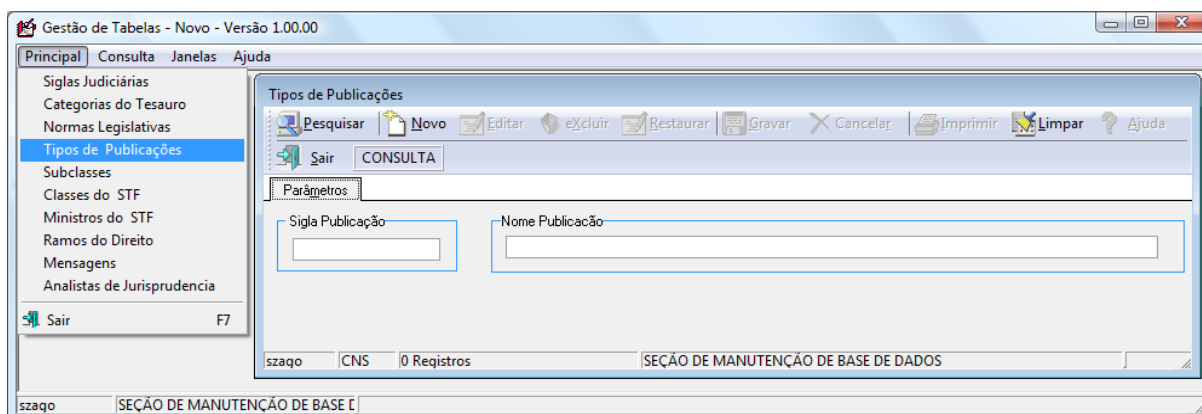 Gestão de Tabelas - Novo - Versão 1.00.00
Principal Consulta Janelas Ajuda
Siglas Judiciárias
Categorias do Tesauro
Normas Legislativas
Tipos de Publicações
Subclasses
Classes do STF
Ministros do STF
Ramos do Direito
Mensagens
Analistas de Jurisprudencia
Sair F7
Tipos de Publicações
Pesquisar Novo Editar eXcluir Restaurar Gravar Cancelar Imprimir Limpar Ajuda
Sair CONSULTA
Parâmetros
Sigla Publicação Nome Publicacão
szago CNS 0 Registros SEÇÃO DE MANUTENÇÃO DE BASE DE DADOS
szago SEÇÃO DE MANUTENÇÃO DE BASE D